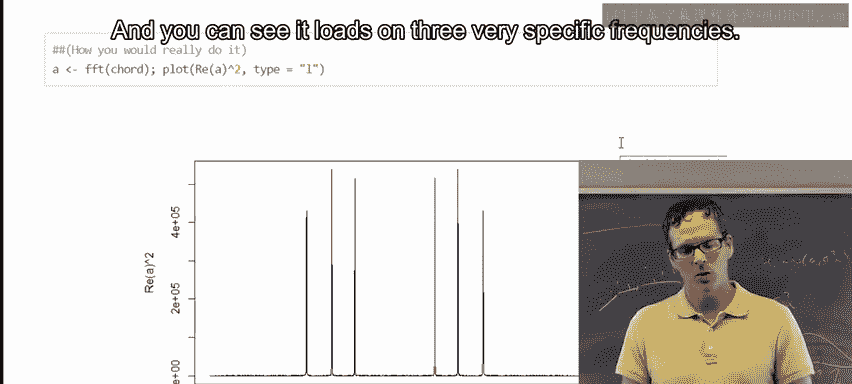 And you can see it loads on three very specific frequencies.
##(How you would really do it)
a <- fft(chord); plot(Re(a)^2, type = "l")
Re(a)^2
4e+05
2e+05
e+00